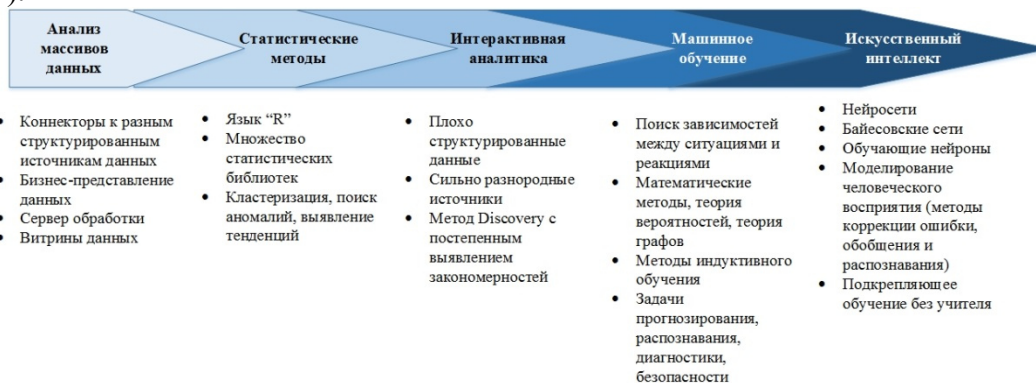 ).
Анализ
массивов
данных
Статистические
методы
Интерактивная
аналитика
Машинное
обучение
Искусственный
интеллект
• Коннекторы к разным
структурированным
источникам данных
• Бизнес-представление
данных
• Сервер обработки
• Витрины данных
• Язык “R”
• Множество
статистических
библиотек
• Кластеризация, поиск
аномалий, выявление
тенденций
• Плохо
структурированные
данные
• Сильно разнородные
источники
• Метод Discovery с
постепенным
выявлением
закономерностей
• Поиск зависимостей
между ситуациями и
реакциями
• Математические
методы, теория
вероятностей, теория
графов
• Методы индуктивного
обучения
• Задачи
прогнозирования,
распознавания,
диагностики,
безопасности
• Нейросети
• Байесовские сети
• Обучающие нейроны
• Моделирование
человеческого
восприятия (методы
коррекции ошибки,
обобщения и
распознавания)
• Подкрепляющее
обучение без учителя